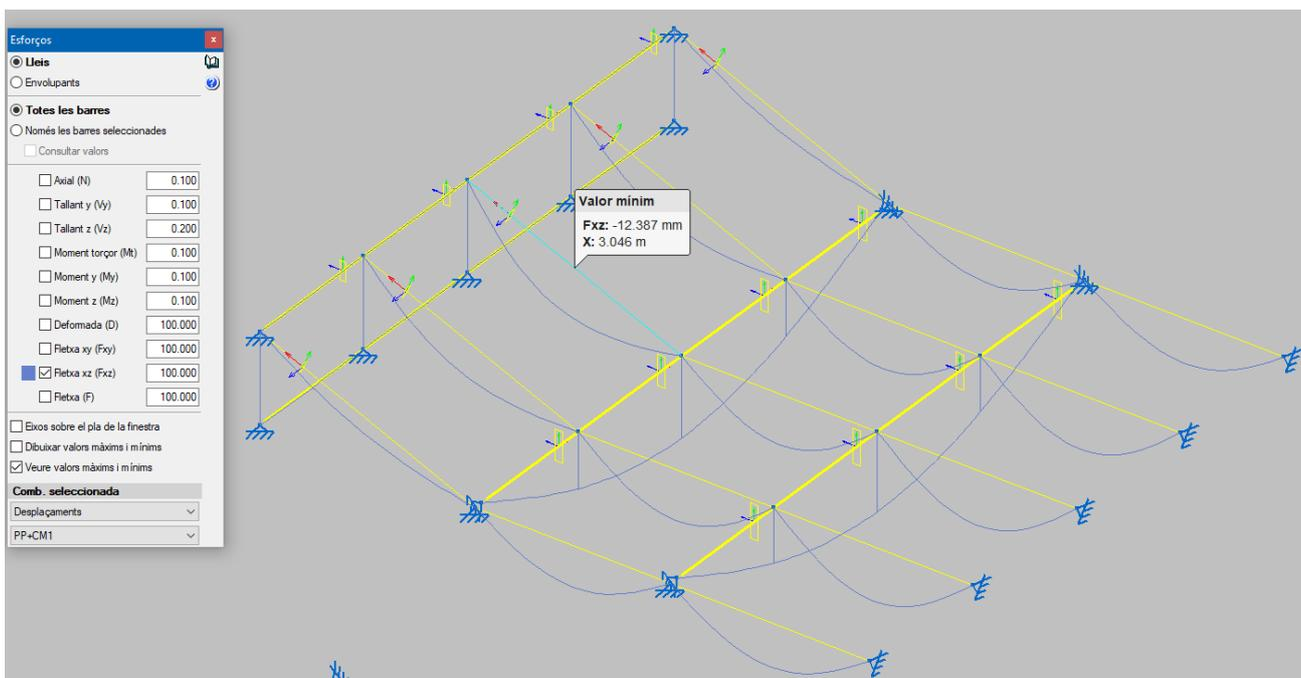 Esforços
Lleis
Envolupants
Totes les barres
Només les barres seleccionades
Consultar valors
Axial (N) 0.100
Tallant y (Vy) 0.100
Tallant z (Vz) 0.200
Moment torçor (Mt) 0.100
Moment y (My) 0.100
Moment z (Mz) 0.100
Deformada (D) 100.000
Fletxa xy (Fxy) 100.000
Fletxa xz (Fxz) 100.000
Fletxa (F) 100.000
Eixos sobre el pla de la finestra
Dibuixar valors màxims i mínims
Veure valors màxims i mínims
Comb. seleccionada
Desplaçaments
PP+CM1
Valor mínim
Fxz: -12.387 mm
X: 3.046 m